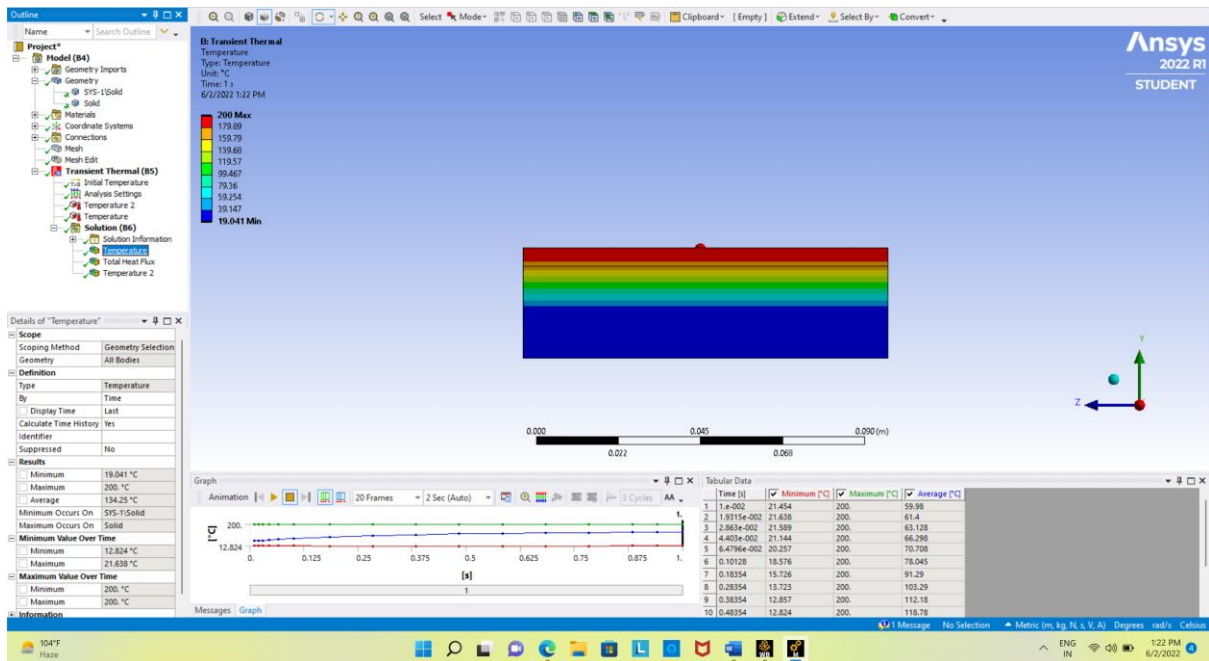 Outline
Name Search Outline
Project*
Model (B4)
Geometry Imports
Geometry
SYS-1\Solid
Solid
Materials
Coordinate Systems
Connections
Mesh
Mesh Edit
Transient Thermal (B5)
Initial Temperature
Analysis Settings
Temperature 2
Temperature
Solution (B6)
Solution Information
Temperature
Total Heat Flux
Temperature 2
Details of "Temperature"
Scope
Scoping Method Geometry Selection
Geometry All Bodies
Definition
Type Temperature
By Time
Display Time Last
Calculate Time History Yes
Identifier
Suppressed No
Results
Minimum 19.041 °C
Maximum 200. °C
Average 134.25 °C
Minimum Occurs On SYS-1\Solid
Maximum Occurs On Solid
Minimum Value Over Time
Minimum 12.824 °C
Maximum 21.638 °C
Maximum Value Over Time
Minimum 200. °C
Maximum 200. °C
Information
Select Mode Clipboard [Empty] Extend Select By Convert
B: Transient Thermal
Temperature
Type: Temperature
Unit: °C
Time: 1 s
6/2/2022 1:22 PM
200 Max
179.89
159.79
139.68
119.57
99.467
79.36
59.254
39.147
19.041 Min
Ansys
2022 R1
STUDENT
Y
Z
0.000 0.045 0.090 (m)
0.022 0.068
Graph
Animation 20 Frames 2 Sec (Auto) 3 Cycles AA
1.
[°C]
200.
12.824
0. 0.125 0.25 0.375 0.5 0.625 0.75 0.875 1.
[s]
1
Messages Graph
Tabular Data
Time [s] Minimum [°C] Maximum [°C] Average [°C]
1 1.e-002 21.454 200. 59.98
2 1.9315e-002 21.638 200. 61.4
3 2.863e-002 21.589 200. 63.128
4 4.403e-002 21.144 200. 66.298
5 6.4796e-002 20.257 200. 70.708
6 0.10128 18.576 200. 78.045
7 0.18354 15.726 200. 91.29
8 0.28354 13.723 200. 103.29
9 0.38354 12.857 200. 112.18
10 0.48354 12.824 200. 118.78
1 Message No Selection Metric (m, kg, N, s, V, A) Degrees rad/s Celsius
104°F
Haze
ENG
IN
1:22 PM
6/2/2022